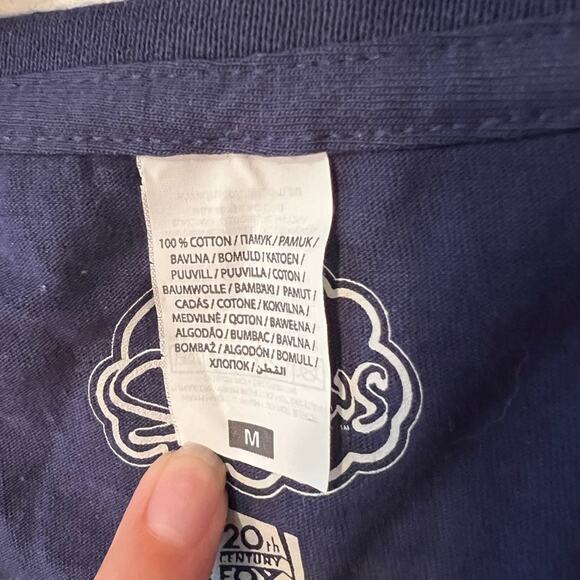 100 % COTTON / ПАМУК / PAMUK /
BAVLNA / BOMULD / KATOEN /
PUUVILL / PUUVILLA / COTON /
BAUMWOLLE / ΒΑΜΒΑΚΙ / PAMUT /
CADÁS / COTONE / KOKVILNA /
MEDVILNĖ / QOTON / BAWEŁNA /
ALGODÃO / BUMBAC / BAVLNA /
BOMBAŽ / ALGODÓN / BOMULL /
ХЛОПОК / القطن
M
20th
CENTURY
FOX